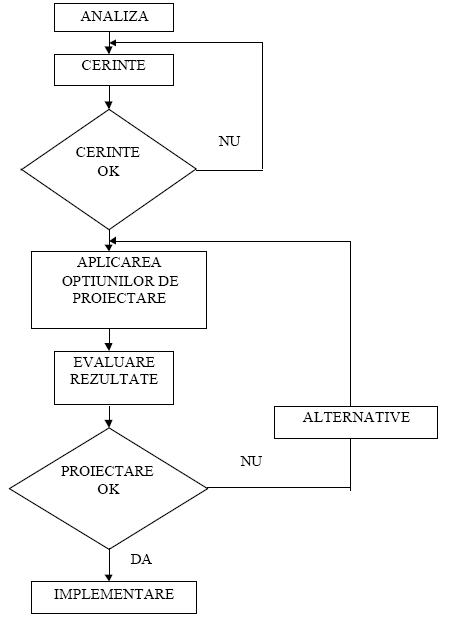 ANALIZA
CERINTE
CERINTE
OK
NU
APLICAREA
OPTIUNILOR DE
PROIECTARE
EVALUARE
REZULTATE
ALTERNATIVE
PROIECTARE
OK
NU
DA
IMPLEMENTARE